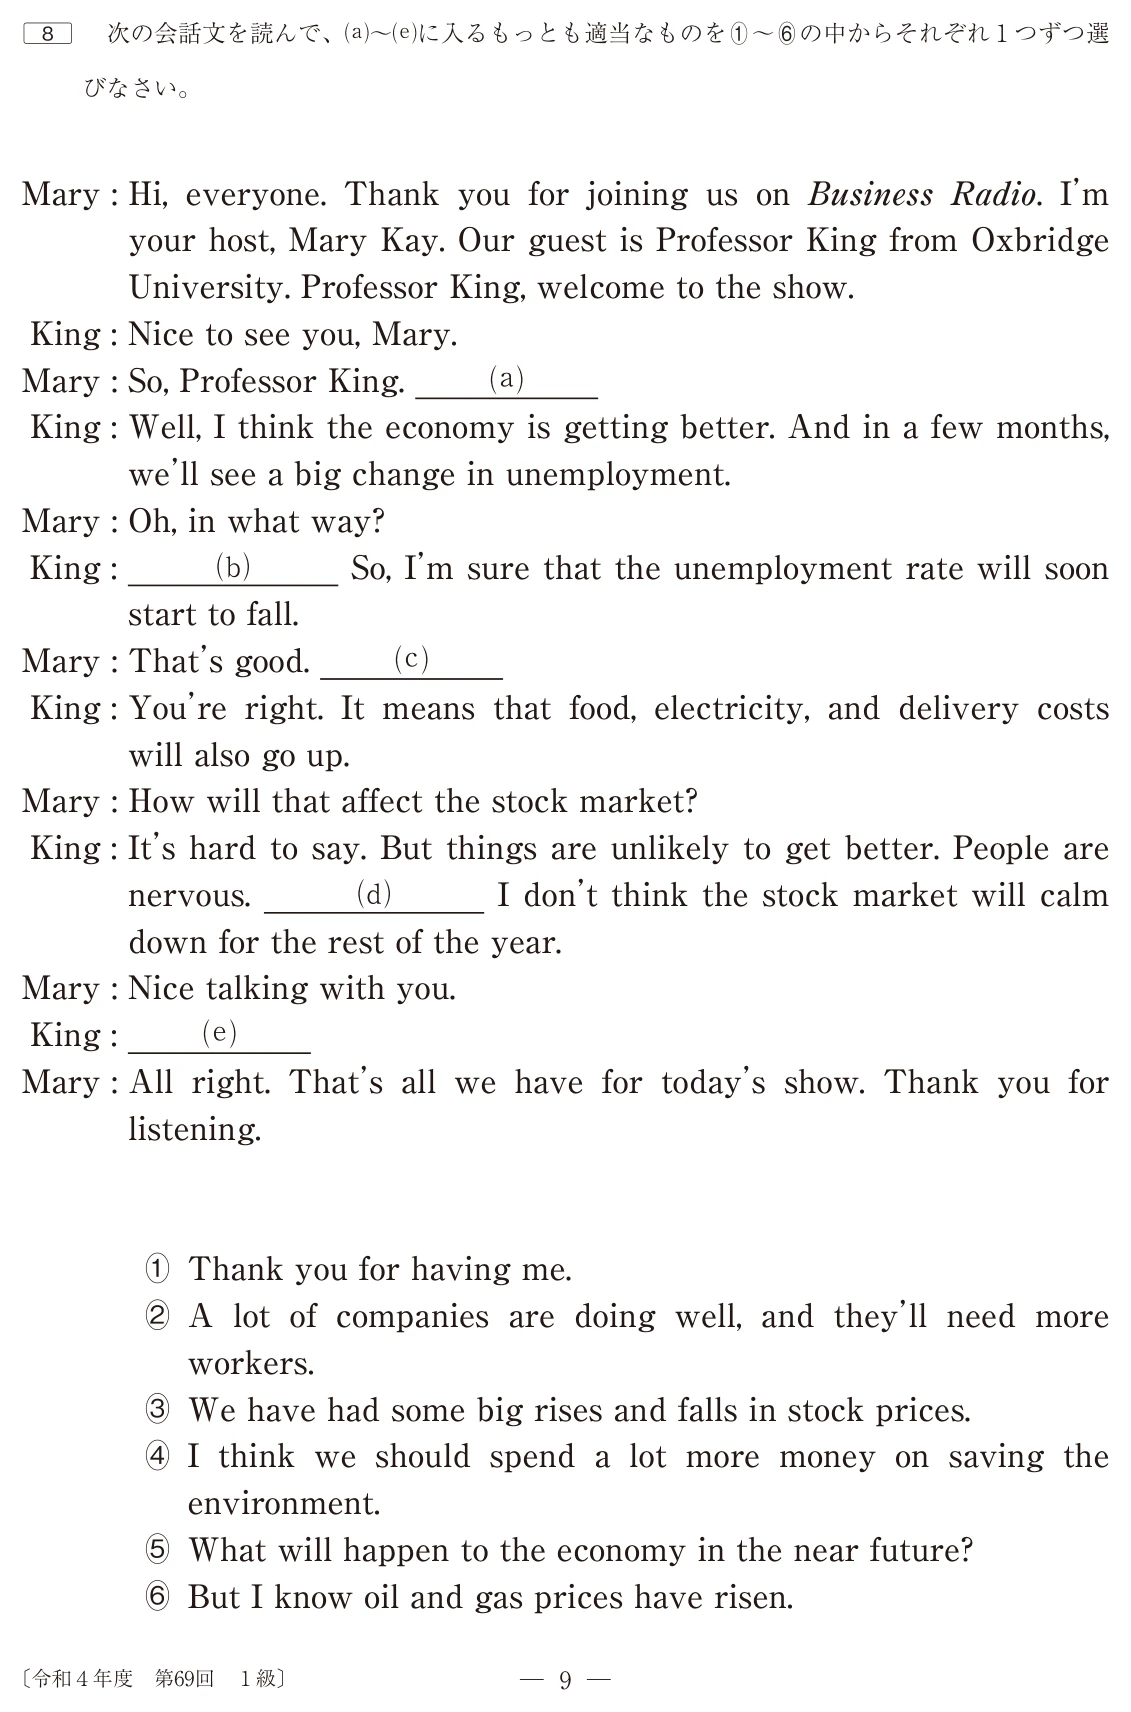 8 次の会話文を読んで、(a)～(e)に入るもっとも適当なものを①～⑥の中からそれぞれ１つずつ選
びなさい。
Mary : Hi, everyone. Thank you for joining us on Business Radio. I’m
your host, Mary Kay. Our guest is Professor King from Oxbridge
University. Professor King, welcome to the show.
King : Nice to see you, Mary.
Mary : So, Professor King. (a)
King : Well, I think the economy is getting better. And in a few months,
we’ll see a big change in unemployment.
Mary : Oh, in what way?
King : (b) So, I’m sure that the unemployment rate will soon
start to fall.
Mary : That’s good. (c)
King : You’re right. It means that food, electricity, and delivery costs
will also go up.
Mary : How will that affect the stock market?
King : It’s hard to say. But things are unlikely to get better. People are
nervous. (d) I don’t think the stock market will calm
down for the rest of the year.
Mary : Nice talking with you.
King : (e)
Mary : All right. That’s all we have for today’s show. Thank you for
listening.
① Thank you for having me.
② A lot of companies are doing well, and they’ll need more
workers.
③ We have had some big rises and falls in stock prices.
④ I think we should spend a lot more money on saving the
environment.
⑤ What will happen to the economy in the near future?
⑥ But I know oil and gas prices have risen.
〔令和４年度 第69回 １級〕 ― 9 ―